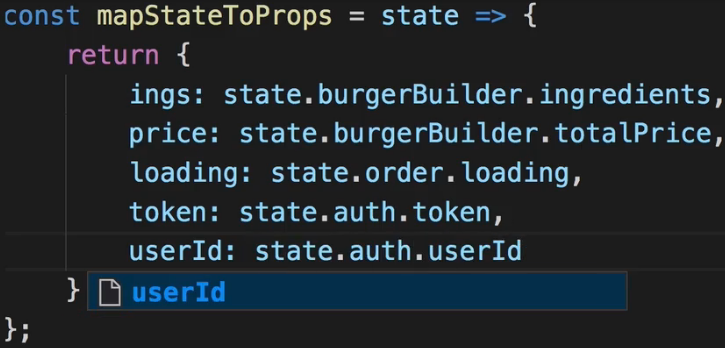 const mapStateToProps = state => {
return {
ings: state.burgerBuilder.ingredients,
price: state.burgerBuilder.totalPrice,
loading: state.order.loading,
token: state.auth.token,
userId: state.auth.userId
}
userId
};